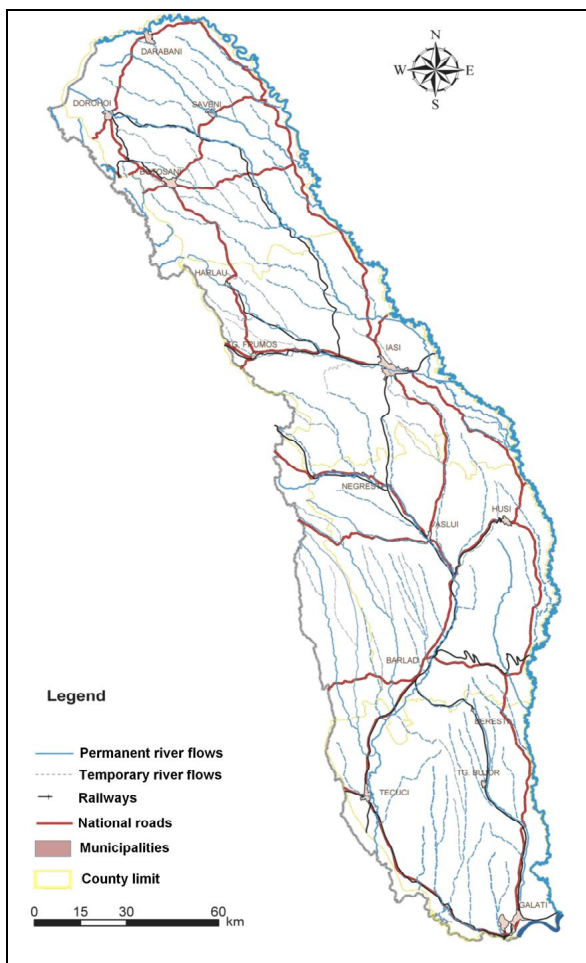 N
W E
S
DARABANI
DOROHOI
SAVENI
BOTOSANI
HARLAU
TG. FRUMOS
IASI
NEGRESTI
HUSI
ASLUI
BARLAD
BERESTI
TG. BUJOR
TECUCI
GALATI
Legend
Permanent river flows
Temporary river flows
Railways
National roads
Municipalities
County limit
0 15 30 60
km